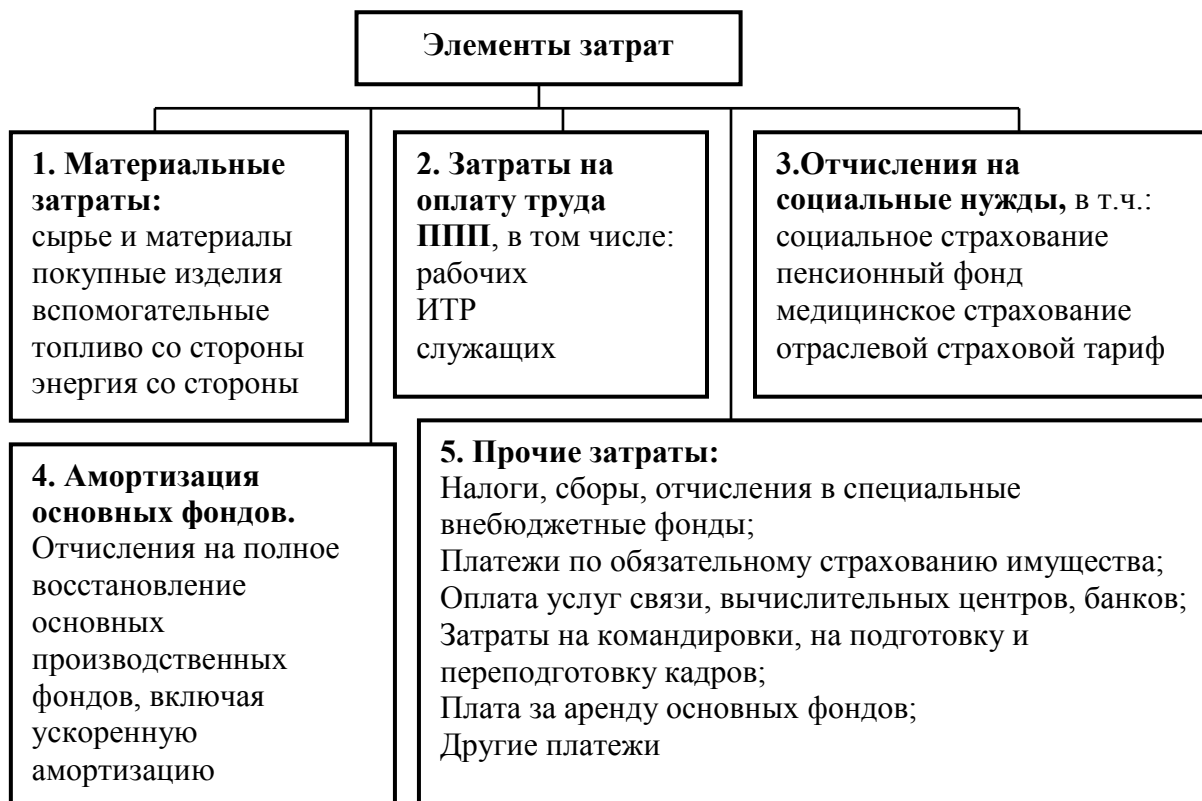 Элементы затрат
1. Материальные
затраты:
сырье и материалы
покупные изделия
вспомогательные
топливо со стороны
энергия со стороны
2. Затраты на
оплату труда
ППП, в том числе:
рабочих
ИТР
служащих
3.Отчисления на
социальные нужды, в т.ч.:
социальное страхование
пенсионный фонд
медицинское страхование
отраслевой страховой тариф
4. Амортизация
основных фондов.
Отчисления на полное
восстановление
основных
производственных
фондов, включая
ускоренную
амортизацию
5. Прочие затраты:
Налоги, сборы, отчисления в специальные
внебюджетные фонды;
Платежи по обязательному страхованию имущества;
Оплата услуг связи, вычислительных центров, банков;
Затраты на командировки, на подготовку и
переподготовку кадров;
Плата за аренду основных фондов;
Другие платежи